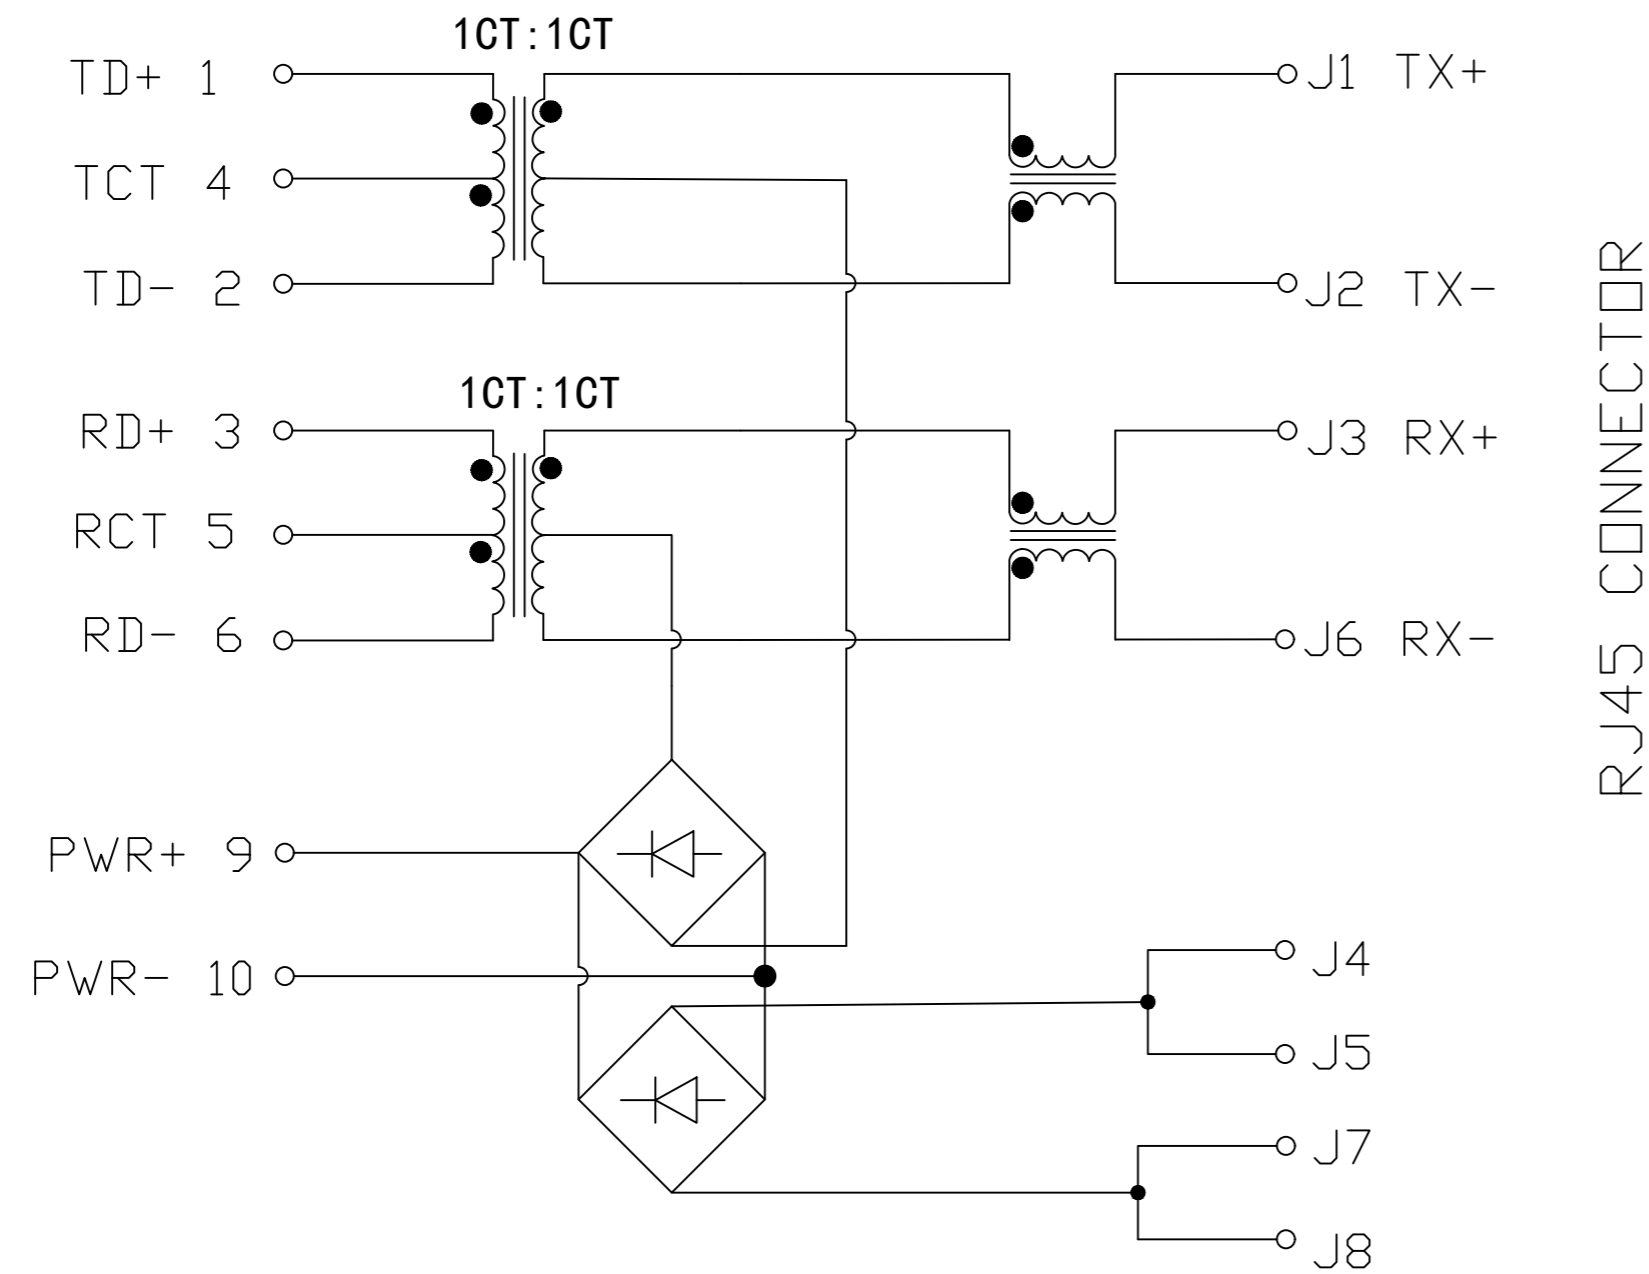 1CT:1CT
TD+ 1
J1 TX+
TCT 4
TD- 2
J2 TX-
1CT:1CT
RD+ 3
J3 RX+
RCT 5
RD- 6
J6 RX-
RJ45 CONNECTOR
PWR+ 9
PWR- 10
J4
J5
J7
J8